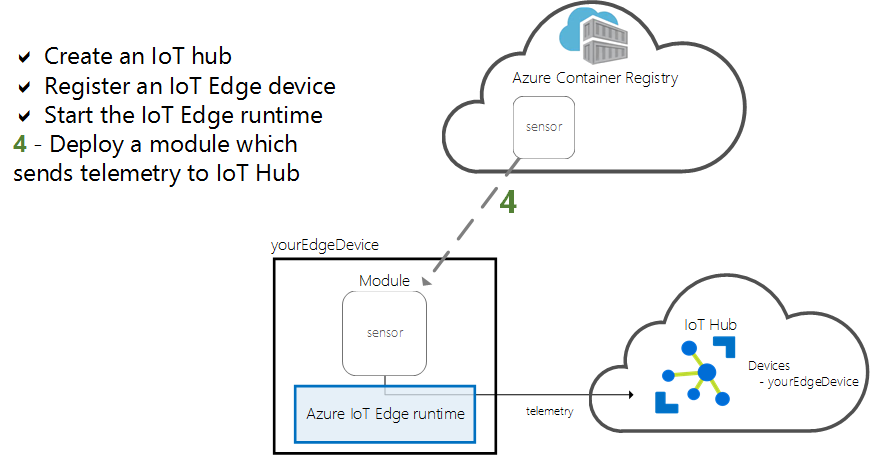 ✔ Create an IoT hub
✔ Register an IoT Edge device
✔ Start the IoT Edge runtime
4 - Deploy a module which
sends telemetry to IoT Hub
Azure Container Registry
sensor
4
yourEdgeDevice
Module
sensor
Azure IoT Edge runtime
telemetry
IoT Hub
Devices
- yourEdgeDevice